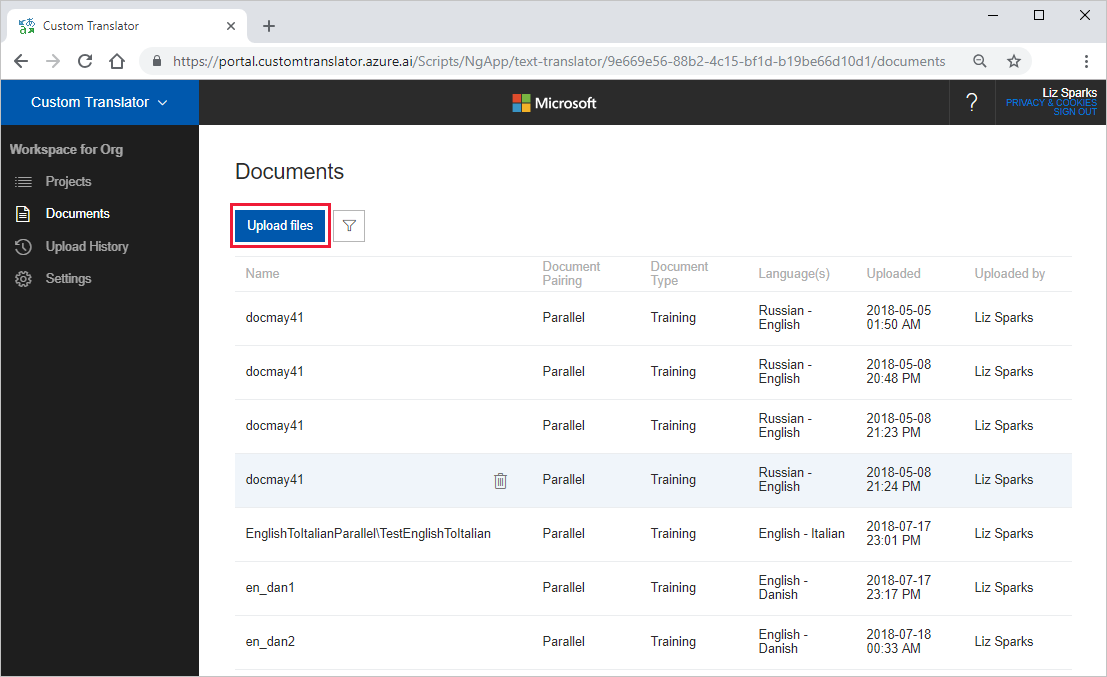 Custom Translator
https://portal.customtranslator.azure.ai/Scripts/NgApp/text-translator/9e669e56-88b2-4c15-bf1d-b19be66d10d1/documents
Custom Translator
Microsoft
?
Liz Sparks
PRIVACY & COOKIES
SIGN OUT
Workspace for Org
Projects
Documents
Upload History
Settings
Documents
Upload files
Name
Document
Pairing
Document
Type
Language(s)
Uploaded
Uploaded by
docmay41
Parallel
Training
Russian -
English
2018-05-05
01:50 AM
Liz Sparks
docmay41
Parallel
Training
Russian -
English
2018-05-08
20:48 PM
Liz Sparks
docmay41
Parallel
Training
Russian -
English
2018-05-08
21:23 PM
Liz Sparks
docmay41
Parallel
Training
Russian -
English
2018-05-08
21:24 PM
Liz Sparks
EnglishToItalianParallel\TestEnglishToItalian
Parallel
Training
English - Italian
2018-07-17
23:01 PM
Liz Sparks
en_dan1
Parallel
Training
English -
Danish
2018-07-17
23:17 PM
Liz Sparks
en_dan2
Parallel
Training
English -
Danish
2018-07-18
00:33 AM
Liz Sparks